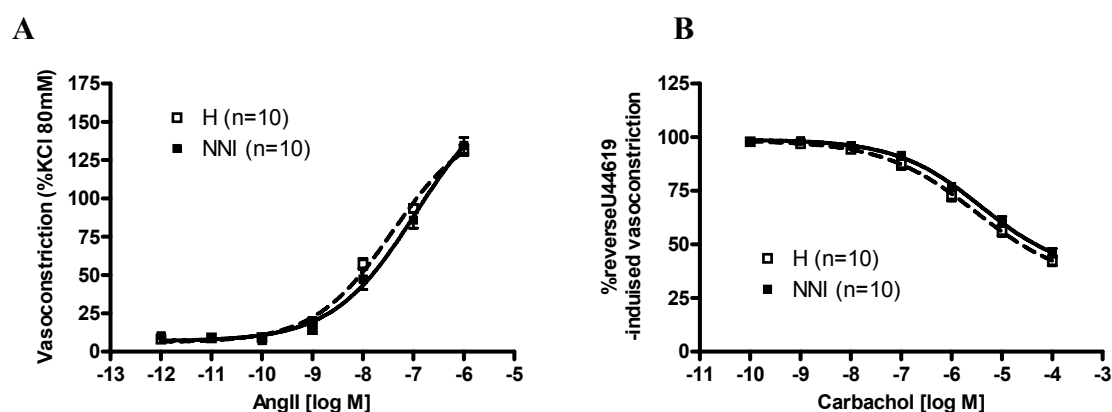 A
Vasoconstriction (%KCl 80mM)
175
150
125
100
75
50
25
0
H (n=10)
NNI (n=10)
-13 -12 -11 -10 -9 -8 -7 -6 -5
AngII [log M]
B
%reverseU44619
-induised vasoconstriction
125
100
75
50
25
0
H (n=10)
NNI (n=10)
-11 -10 -9 -8 -7 -6 -5 -4 -3
Carbachol [log M]